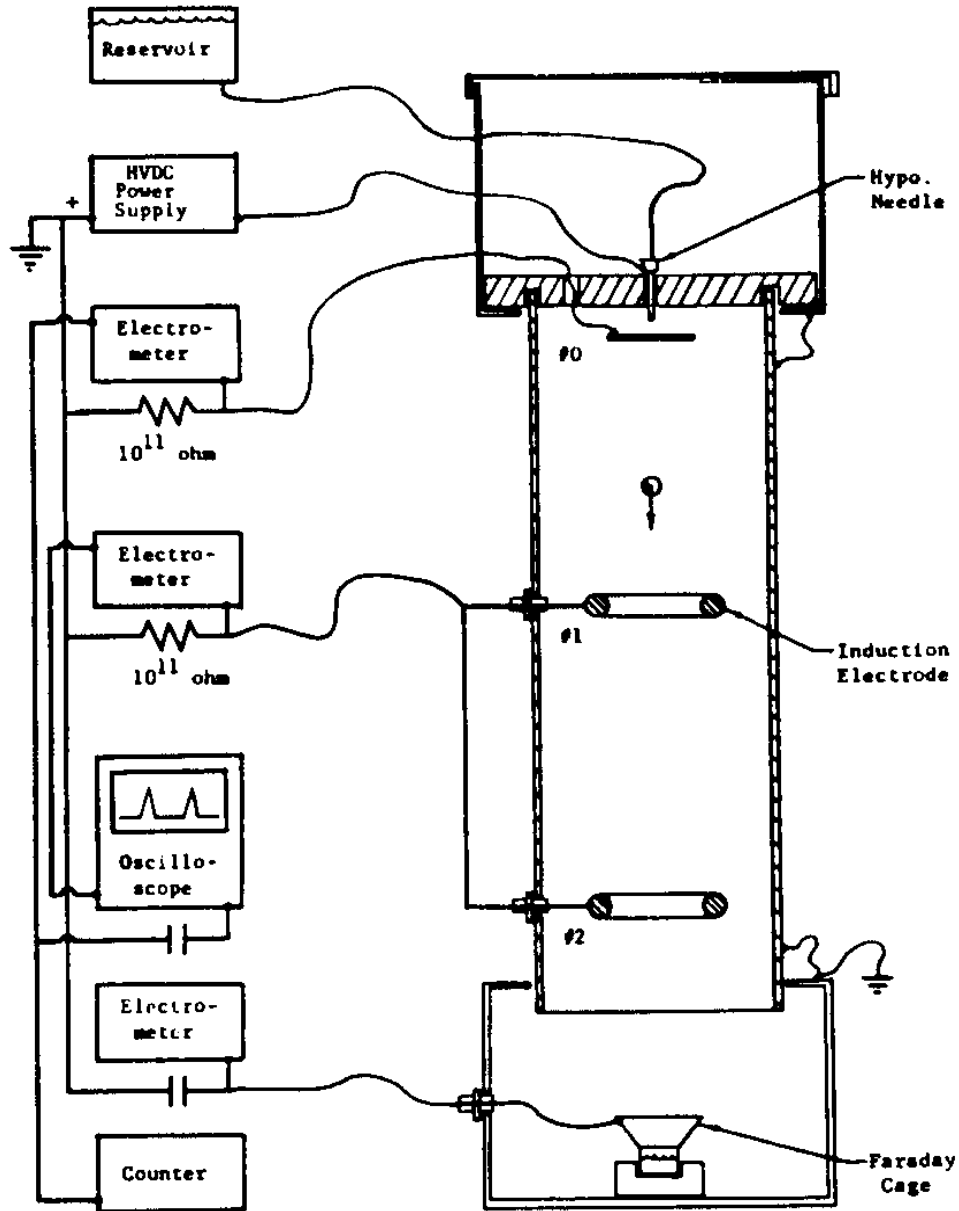 Reservoir
HVDC
Power
Supply
+
Hypo.
Needle
Electro-
meter
10^11 ohm
#0
Electro-
meter
10^11 ohm
#1
Induction
Electrode
Oscillo-
scope
#2
Electro-
meter
Counter
Faraday
Cage